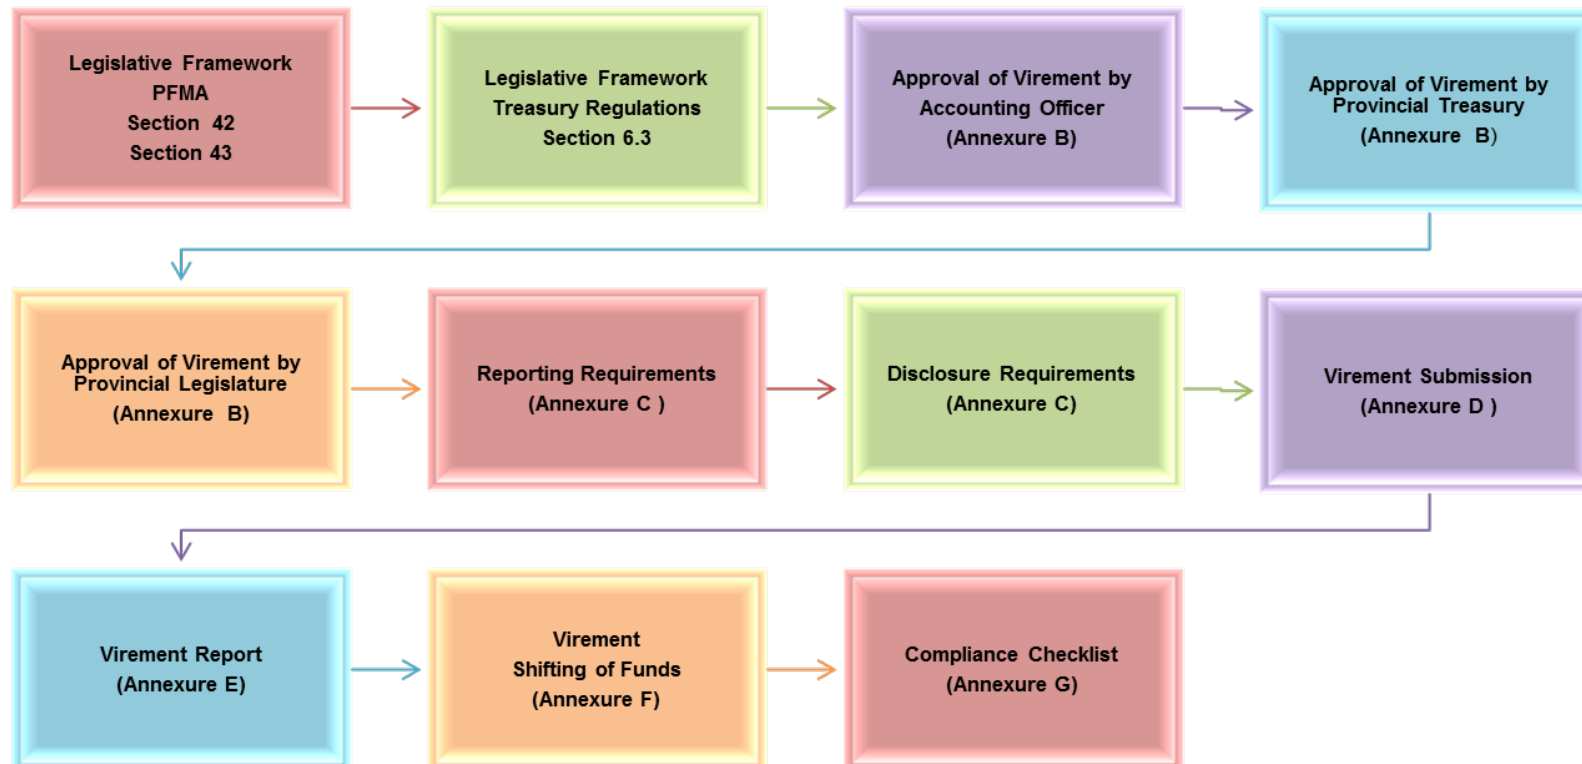 Legislative Framework
PFMA
Section 42
Section 43
Legislative Framework
Treasury Regulations
Section 6.3
Approval of Virement by
Accounting Officer
(Annexure B)
Approval of Virement by
Provincial Treasury
(Annexure B)
Approval of Virement by
Provincial Legislature
(Annexure B)
Reporting Requirements
(Annexure C )
Disclosure Requirements
(Annexure C)
Virement Submission
(Annexure D )
Virement Report
(Annexure E)
Virement
Shifting of Funds
(Annexure F)
Compliance Checklist
(Annexure G)